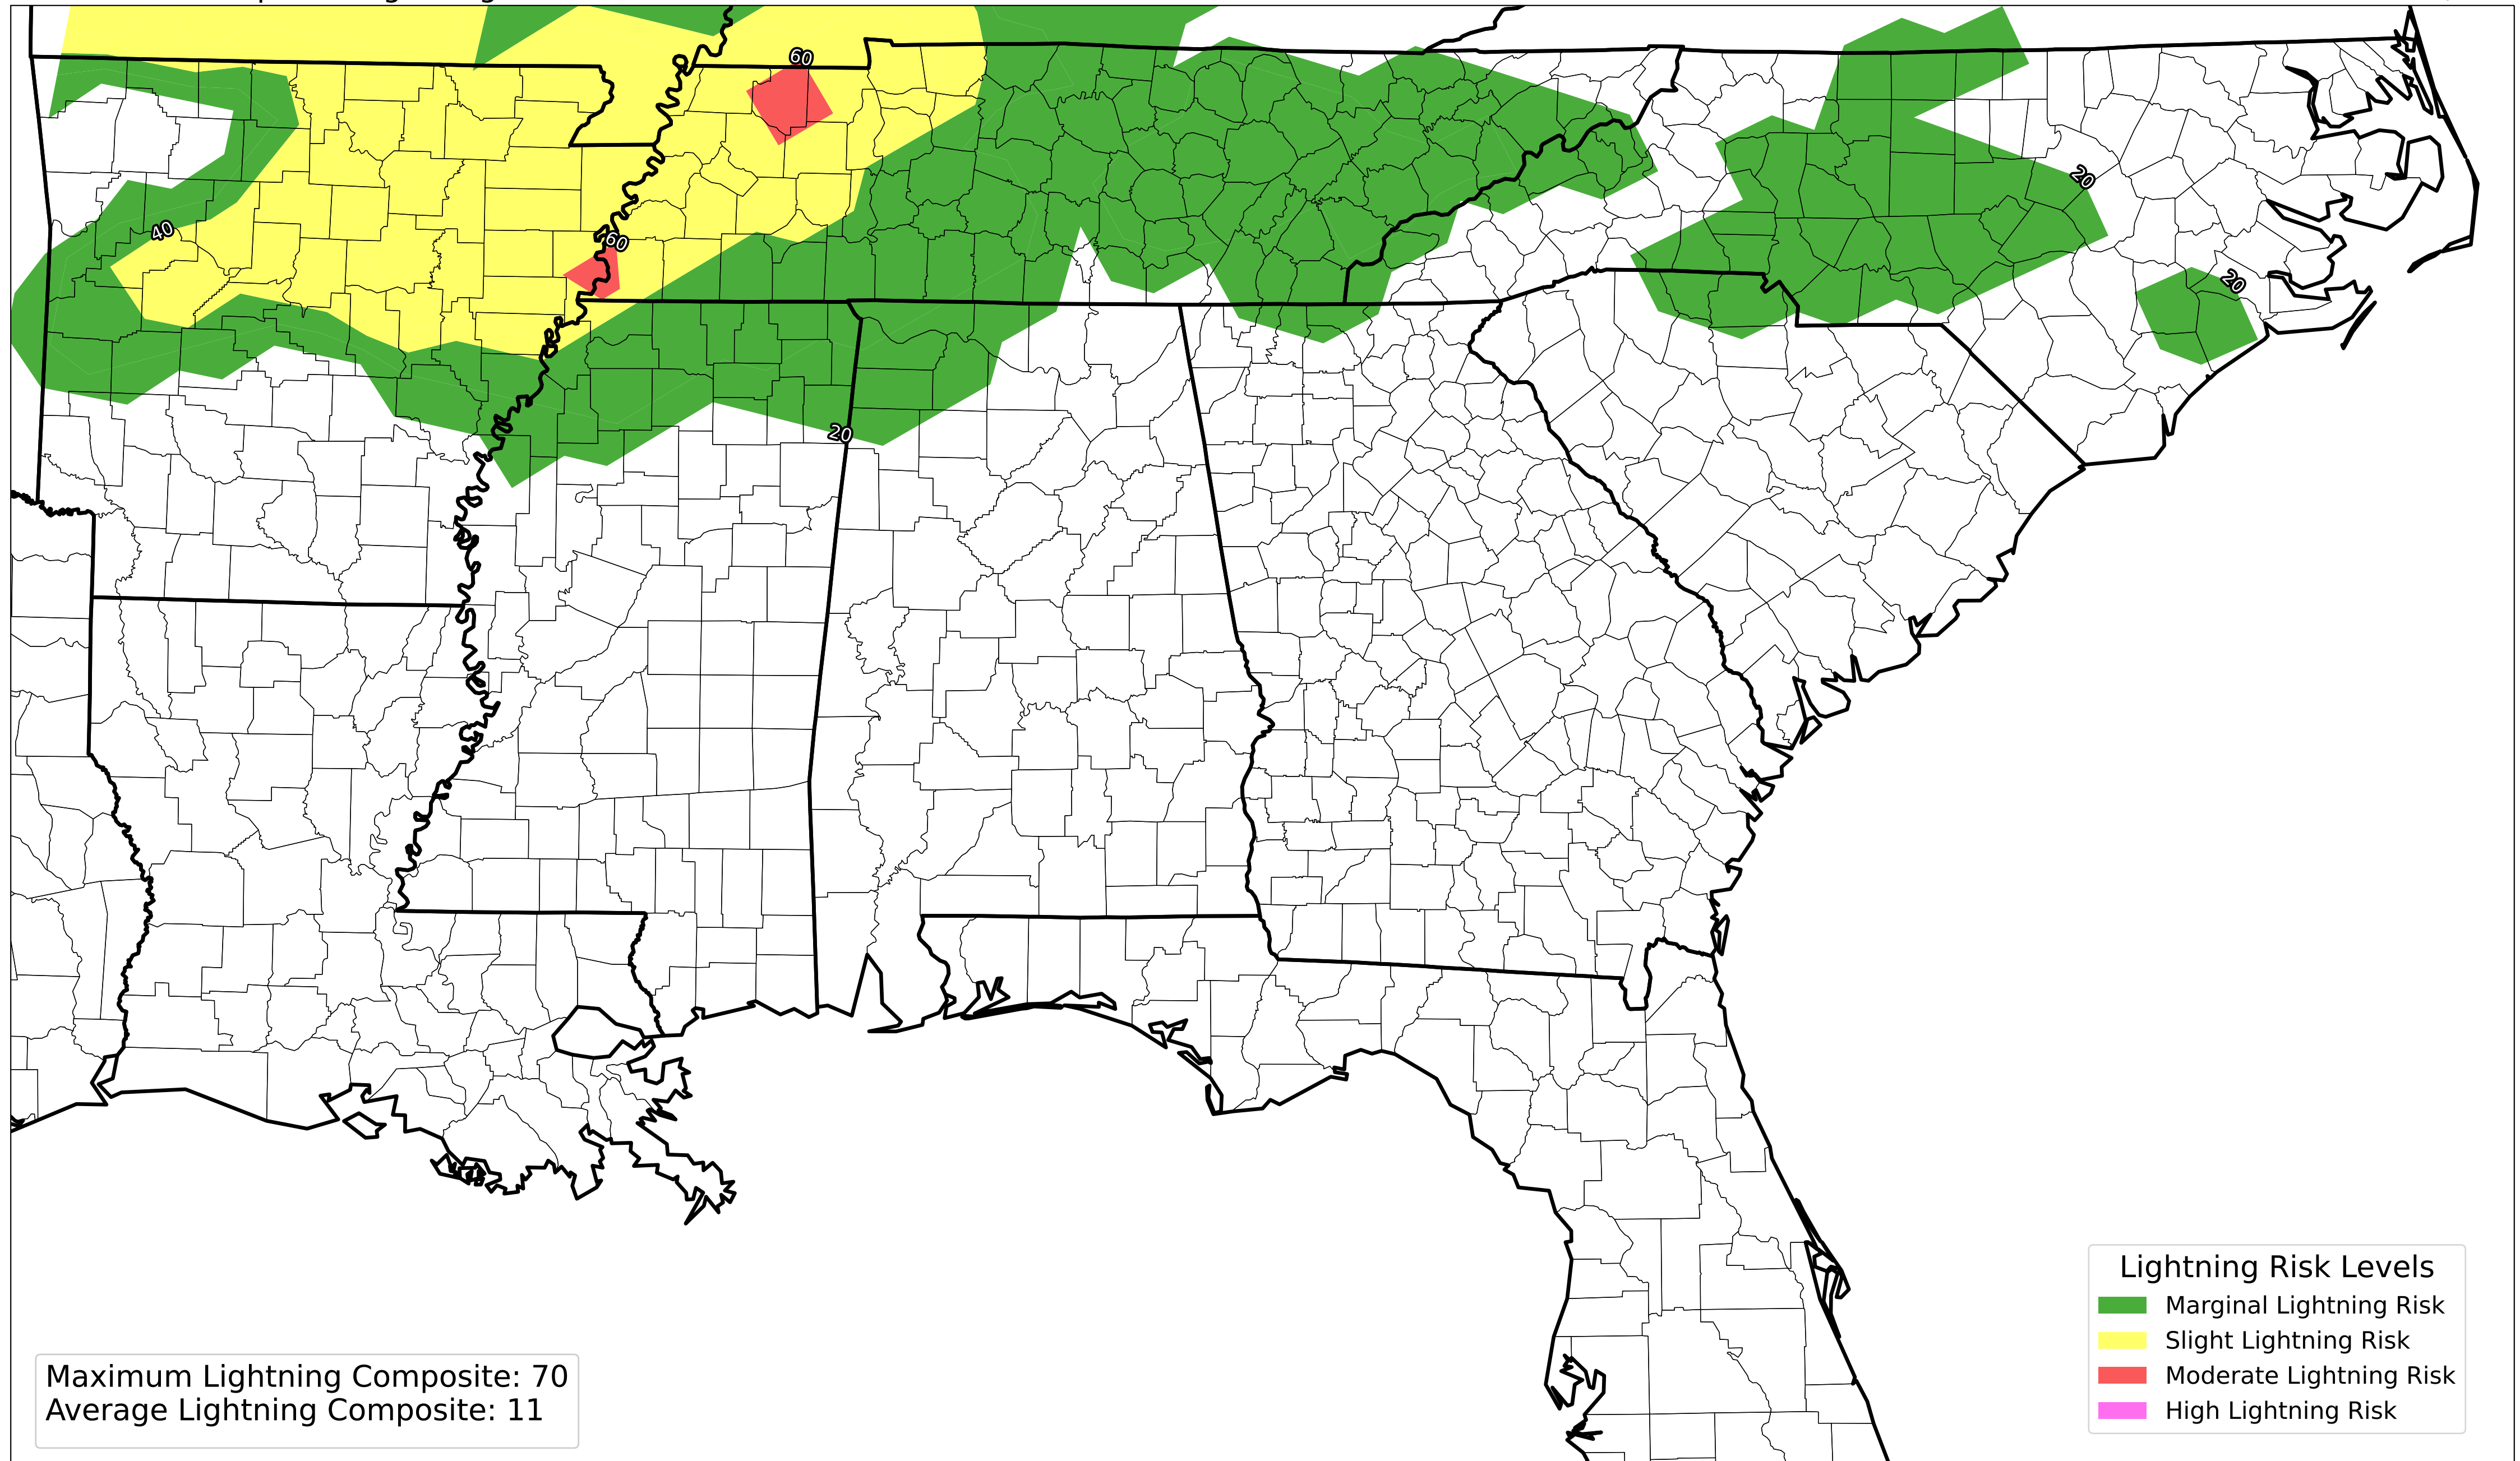 60
20
40
60
20
20
Lightning Risk Levels
Marginal Lightning Risk
Slight Lightning Risk
Moderate Lightning Risk
High Lightning Risk
Maximum Lightning Composite: 70
Average Lightning Composite: 11